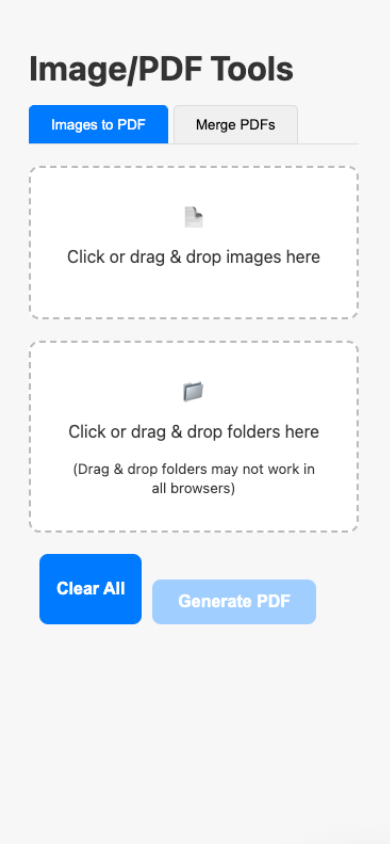 Image/PDF Tools
Images to PDF
Merge PDFs
Click or drag & drop images here
Click or drag & drop folders here
(Drag & drop folders may not work in
all browsers)
Clear All
Generate PDF